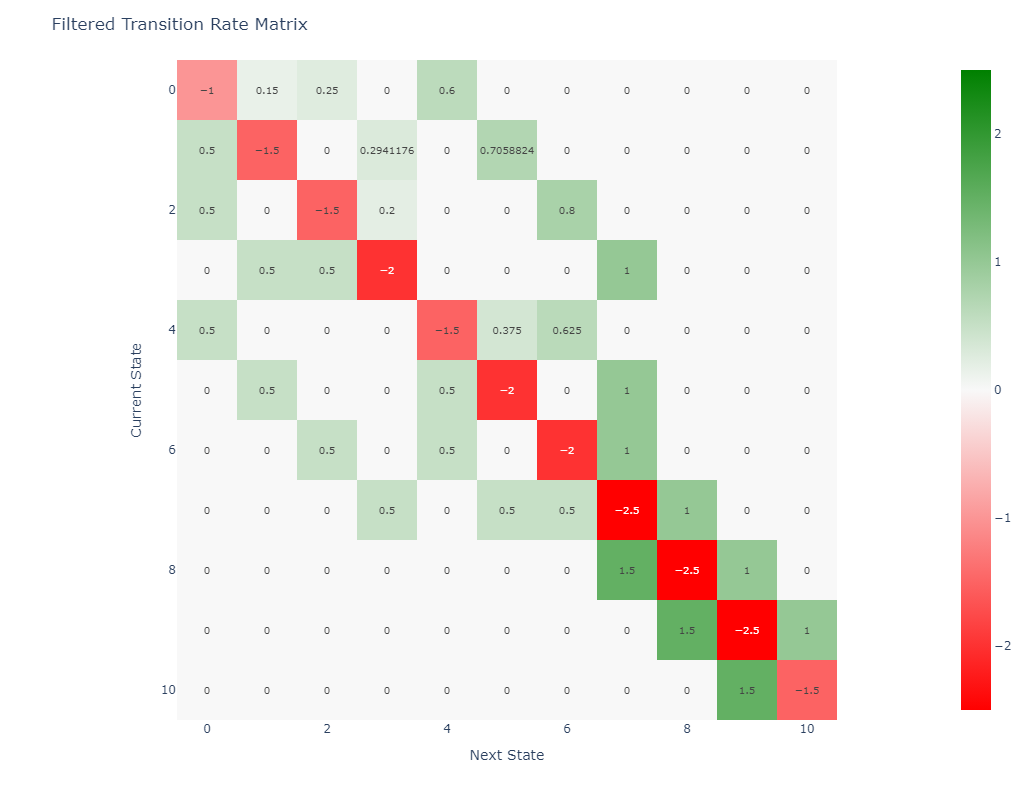 Filtered Transition Rate Matrix
0 −1 0.15 0.25 0 0.6 0 0 0 0 0 0
0.5 −1.5 0 0.2941176 0 0.7058824 0 0 0 0 0
2 0.5 0 −1.5 0.2 0 0 0.8 0 0 0 0
0 0.5 0.5 −2 0 0 0 1 0 0 0
4 0.5 0 0 0 −1.5 0.375 0.625 0 0 0 0
0 0.5 0 0 0.5 −2 0 1 0 0 0
6 0 0 0.5 0 0.5 0 −2 1 0 0 0
0 0 0 0.5 0 0.5 0.5 −2.5 1 0 0
8 0 0 0 0 0 0 0 1.5 −2.5 1 0
0 0 0 0 0 0 0 0 1.5 −2.5 1
10 0 0 0 0 0 0 0 0 0 1.5 −1.5
0 2 4 6 8 10
Next State
Current State
2
1
0
−1
−2